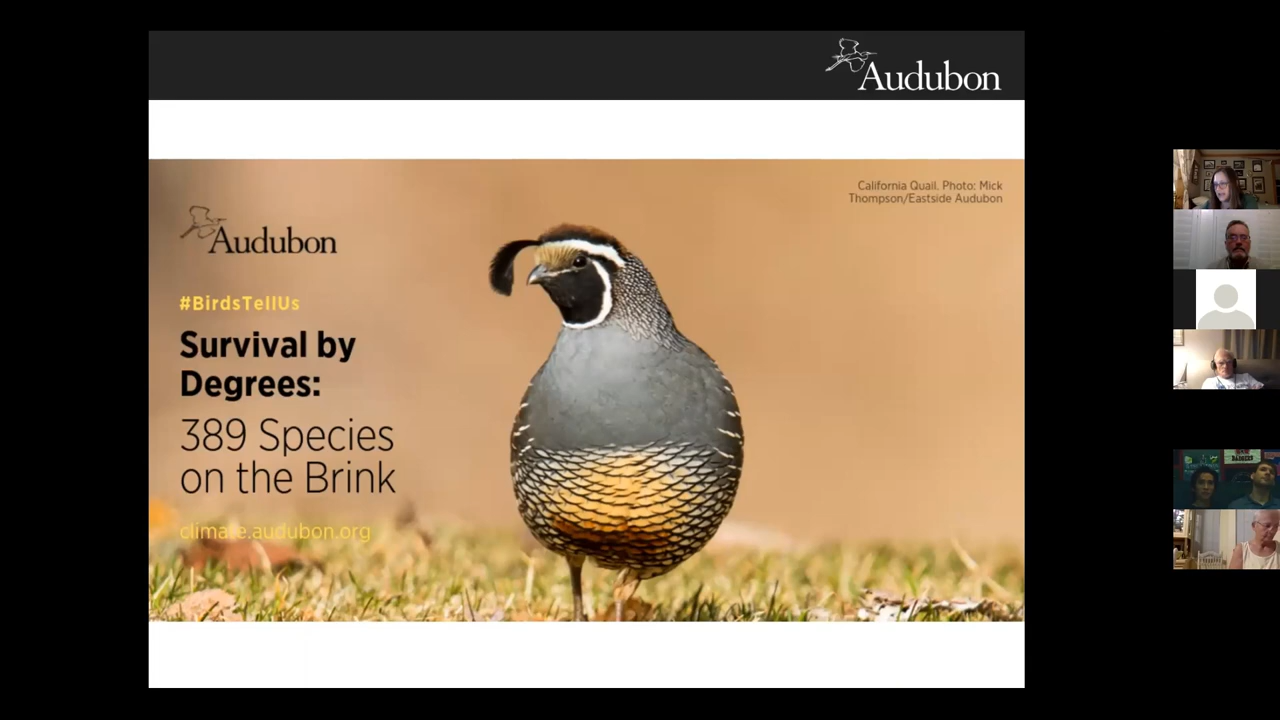 Audubon
California Quail. Photo: Mick
Thompson/Eastside Audubon
Audubon
#BirdsTellUs
Survival by
Degrees:
389 Species
on the Brink
climate.audubon.org